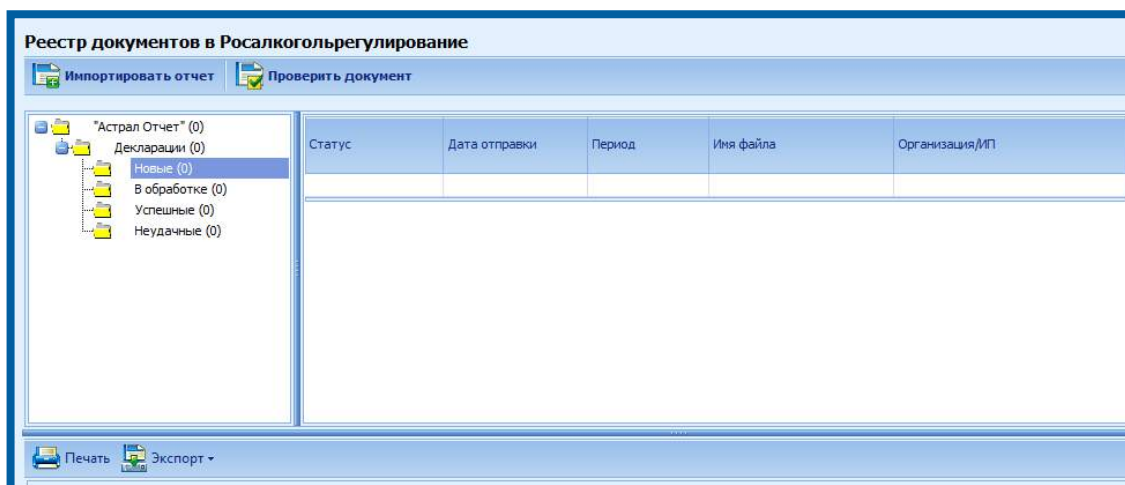 Реестр документов в Росалкогольрегулирование
Импортировать отчет Проверить документ
"Астрал Отчет" (0)
Декларации (0)
Новые (0)
В обработке (0)
Успешные (0)
Неудачные (0)
Статус Дата отправки Период Имя файла Организация/ИП
Печать Экспорт